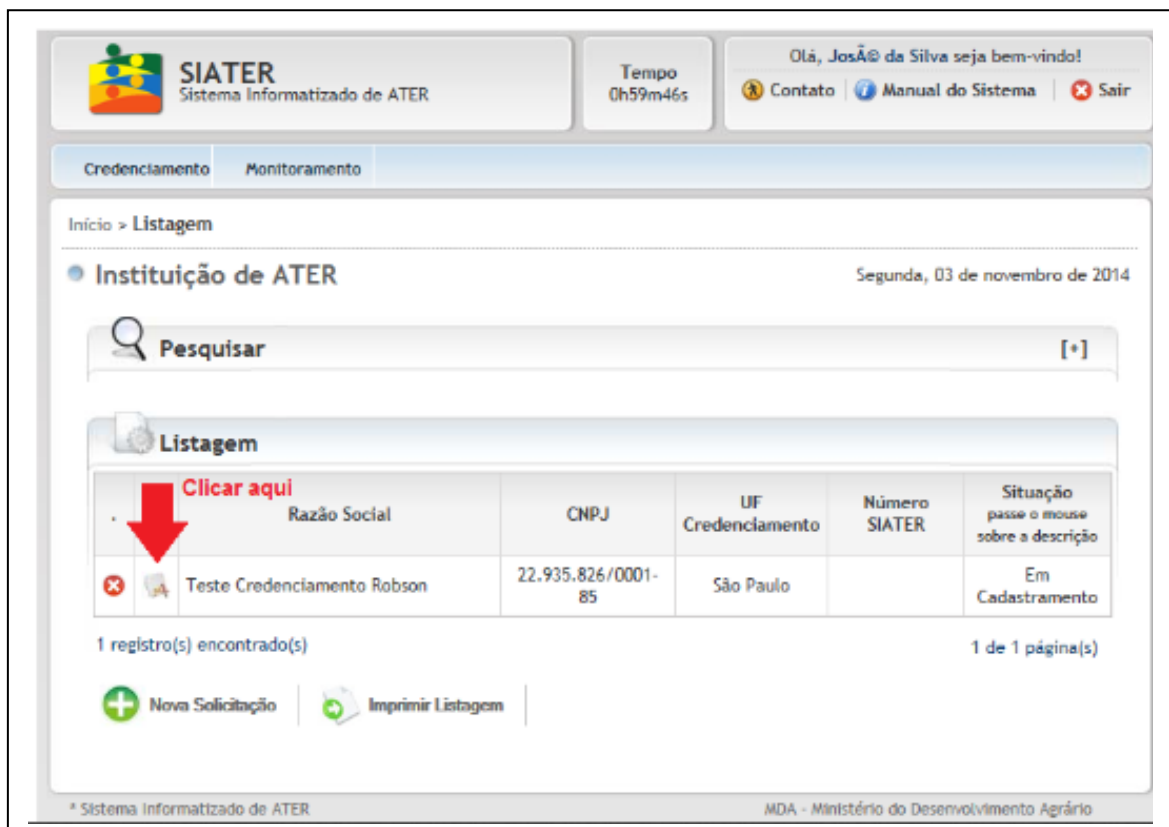 SIATER
Sistema Informatizado de ATER
Tempo
0h59m46s
Olá, JosÃ© da Silva seja bem-vindo!
Contato
Manual do Sistema
Sair
Credenciamento
Monitoramento
Início > Listagem
Instituição de ATER
Segunda, 03 de novembro de 2014
Pesquisar
[+]
Listagem
Clicar aqui
.
Razão Social
CNPJ
UF
Credenciamento
Número
SIATER
Situação
passe o mouse
sobre a descrição
Teste Credenciamento Robson
22.935.826/0001-
85
São Paulo
Em
Cadastramento
1 registro(s) encontrado(s)
1 de 1 página(s)
Nova Solicitação
Imprimir Listagem
* Sistema Informatizado de ATER
MDA - Ministério do Desenvolvimento Agrário